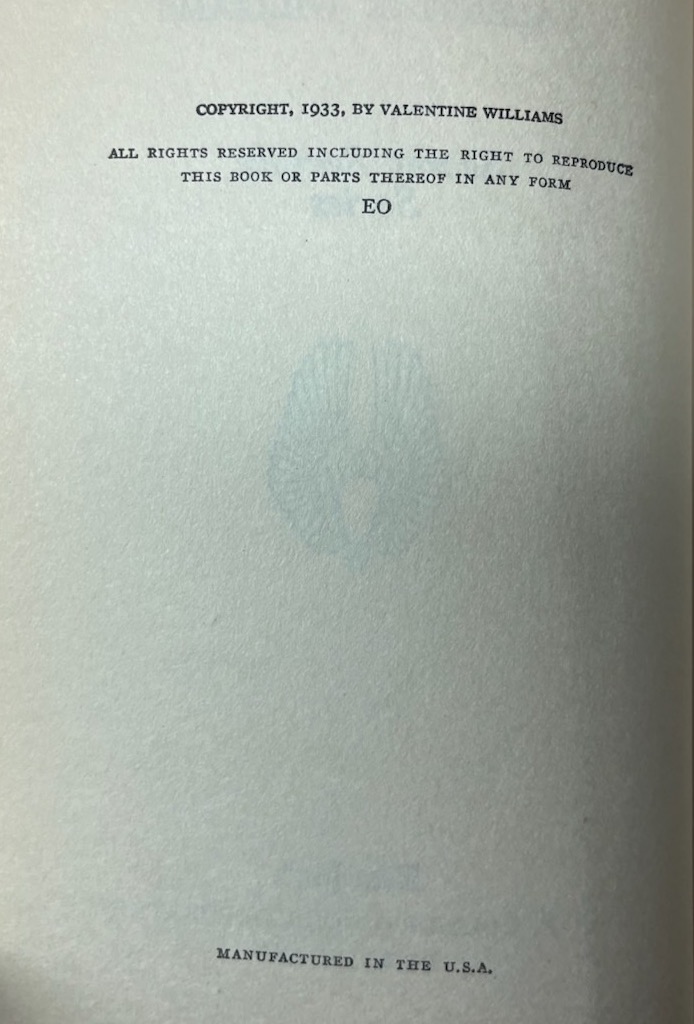 COPYRIGHT, 1933, BY VALENTINE WILLIAMS
ALL RIGHTS RESERVED INCLUDING THE RIGHT TO REPRODUCE
THIS BOOK OR PARTS THEREOF IN ANY FORM
EO
MANUFACTURED IN THE U.S.A.